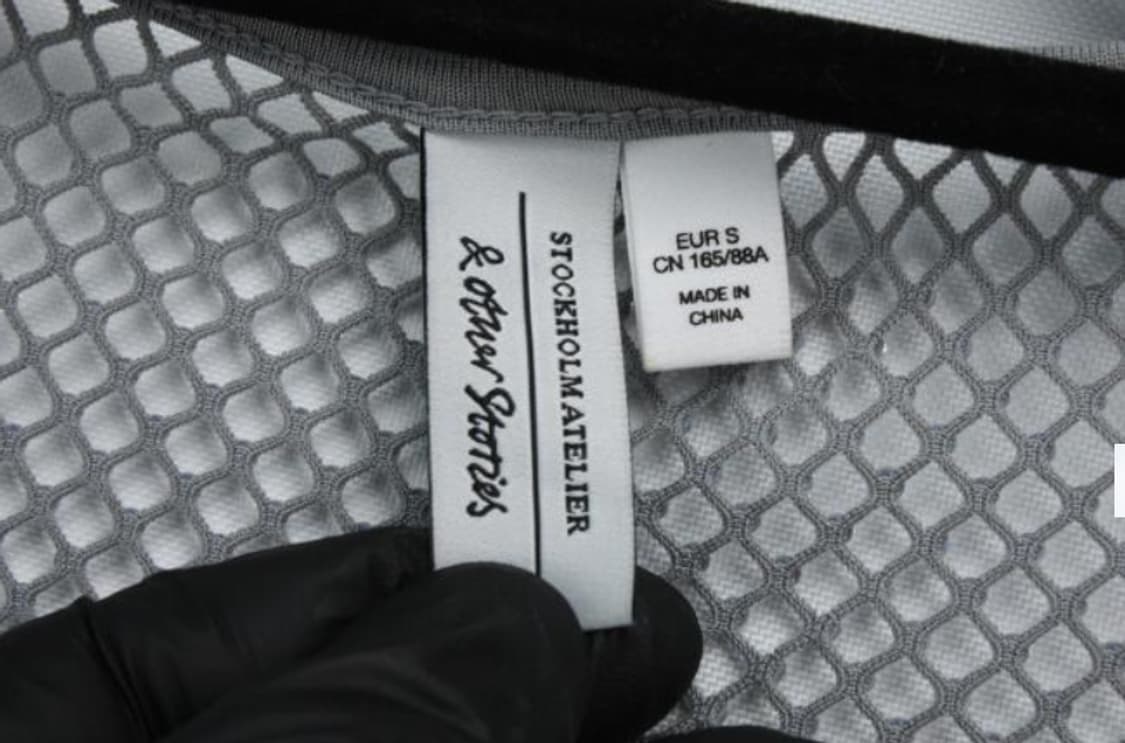 & other Stories
STOCKHOLM ATELIER
EUR S
CN 165/88A
MADE IN
CHINA